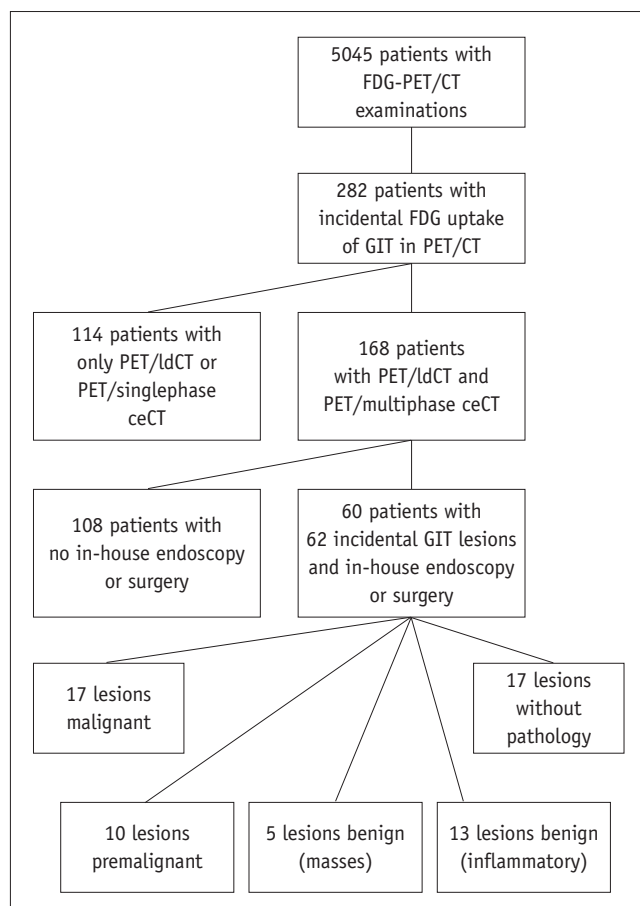 5045 patients with
FDG-PET/CT
examinations
282 patients with
incidental FDG uptake
of GIT in PET/CT
114 patients with
only PET/ldCT or
PET/singlephase
ceCT
168 patients
with PET/ldCT and
PET/multiphase ceCT
108 patients with
no in-house endoscopy
or surgery
60 patients with
62 incidental GIT lesions
and in-house endoscopy
or surgery
17 lesions
malignant
17 lesions
without
pathology
10 lesions
premalignant
5 lesions benign
(masses)
13 lesions benign
(inflammatory)